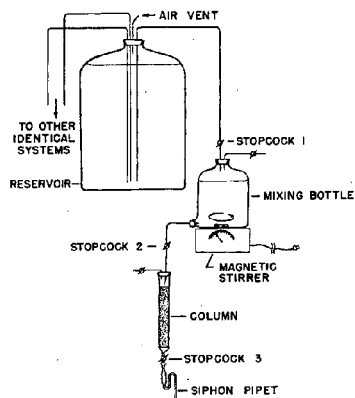 AIR VENT
TO OTHER
IDENTICAL
SYSTEMS
RESERVOIR
STOPCOCK 1
MIXING BOTTLE
STOPCOCK 2
MAGNETIC
STIRRER
COLUMN
STOPCOCK 3
SIPHON PIPET